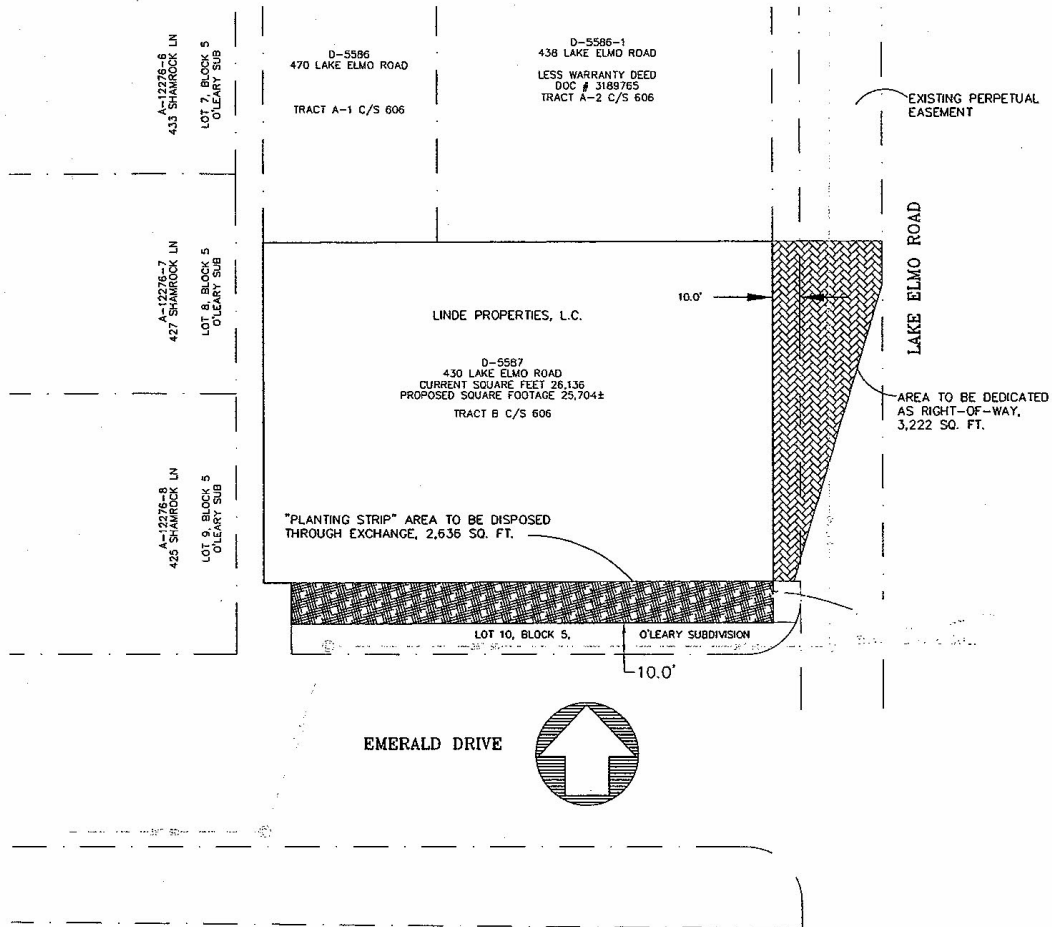 A-12276-6
433 SHAMROCK LN
LOT 7, BLOCK 5
O'LEARY SUB
D-5586
470 LAKE ELMO ROAD
TRACT A-1 C/S 606
D-5586-1
438 LAKE ELMO ROAD
LESS WARRANTY DEED
DOC # 3189765
TRACT A-2 C/S 606
EXISTING PERPETUAL
EASEMENT
A-12276-7
427 SHAMROCK LN
LOT 8, BLOCK 5
O'LEARY SUB
LINDE PROPERTIES, L.C.
D-5587
430 LAKE ELMO ROAD
CURRENT SQUARE FEET 26,136
PROPOSED SQUARE FOOTAGE 25,704±
TRACT B C/S 606
10.0'
LAKE ELMO ROAD
AREA TO BE DEDICATED
AS RIGHT-OF-WAY,
3,222 SQ. FT.
A-12276-8
425 SHAMROCK LN
LOT 9, BLOCK 5
O'LEARY SUB
"PLANTING STRIP" AREA TO BE DISPOSED
THROUGH EXCHANGE, 2,636 SQ. FT.
LOT 10, BLOCK 5, O'LEARY SUBDIVISION
10.0'
EMERALD DRIVE